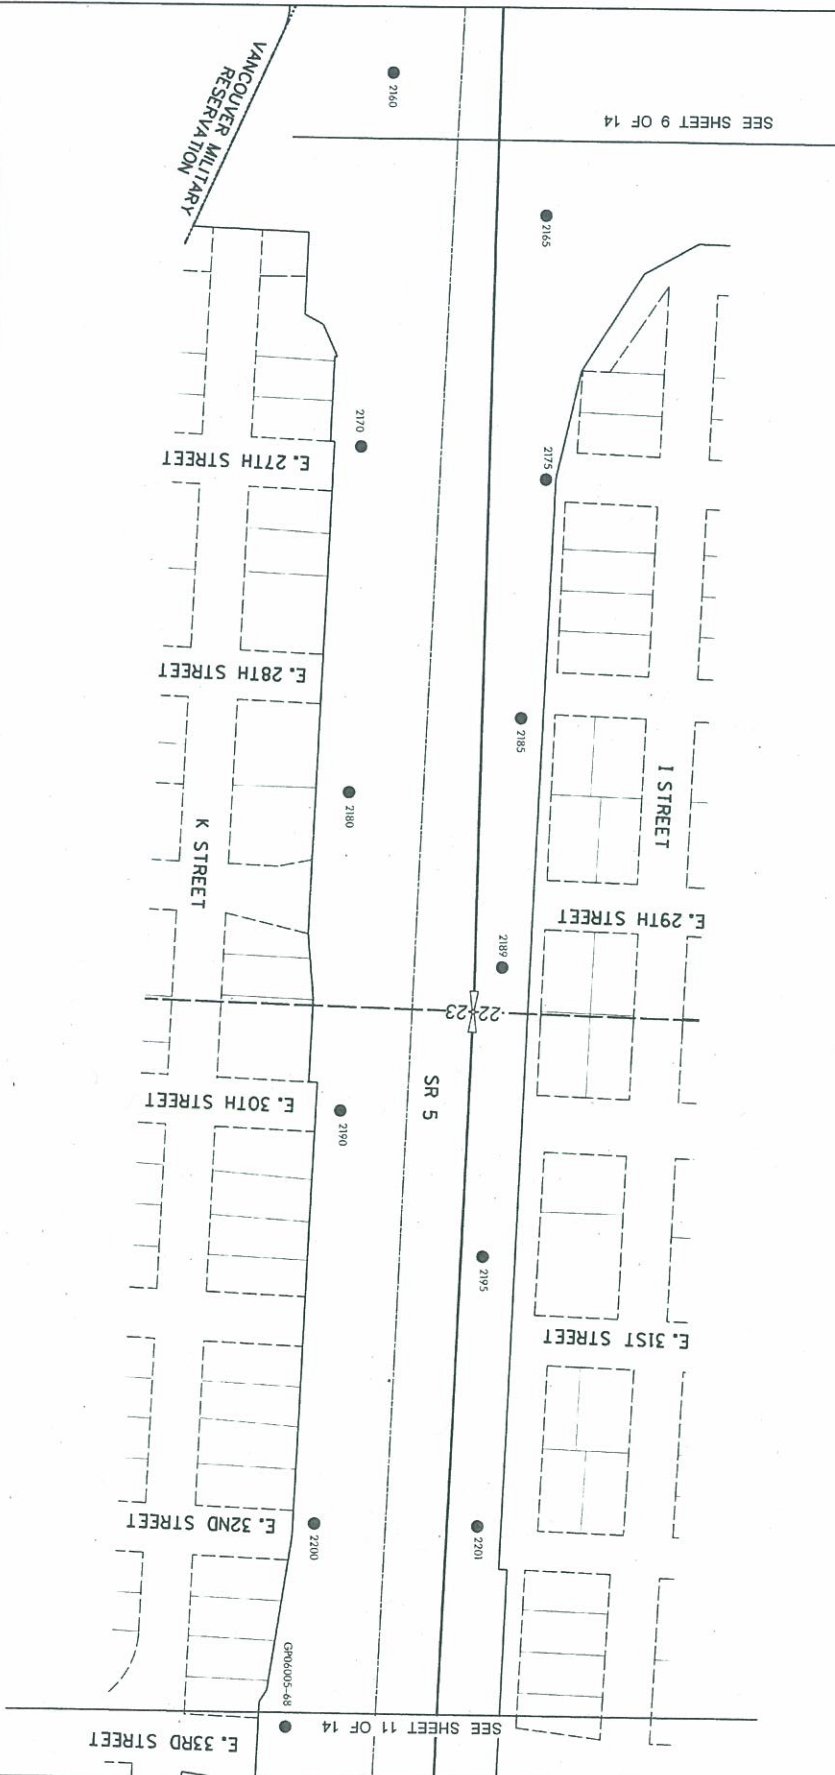 VANCOUVER MILITARY
RESERVATION
2160
SEE SHEET 9 OF 14
2165
2170
E. 27TH STREET
2175
E. 28TH STREET
2185
I STREET
2180
K STREET
E. 29TH STREET
2189
22
23
SR 5
E. 30TH STREET
2190
2195
E. 31ST STREET
E. 32ND STREET
2200
2201
GP06005-68
SEE SHEET 11 OF 14
E. 33RD STREET